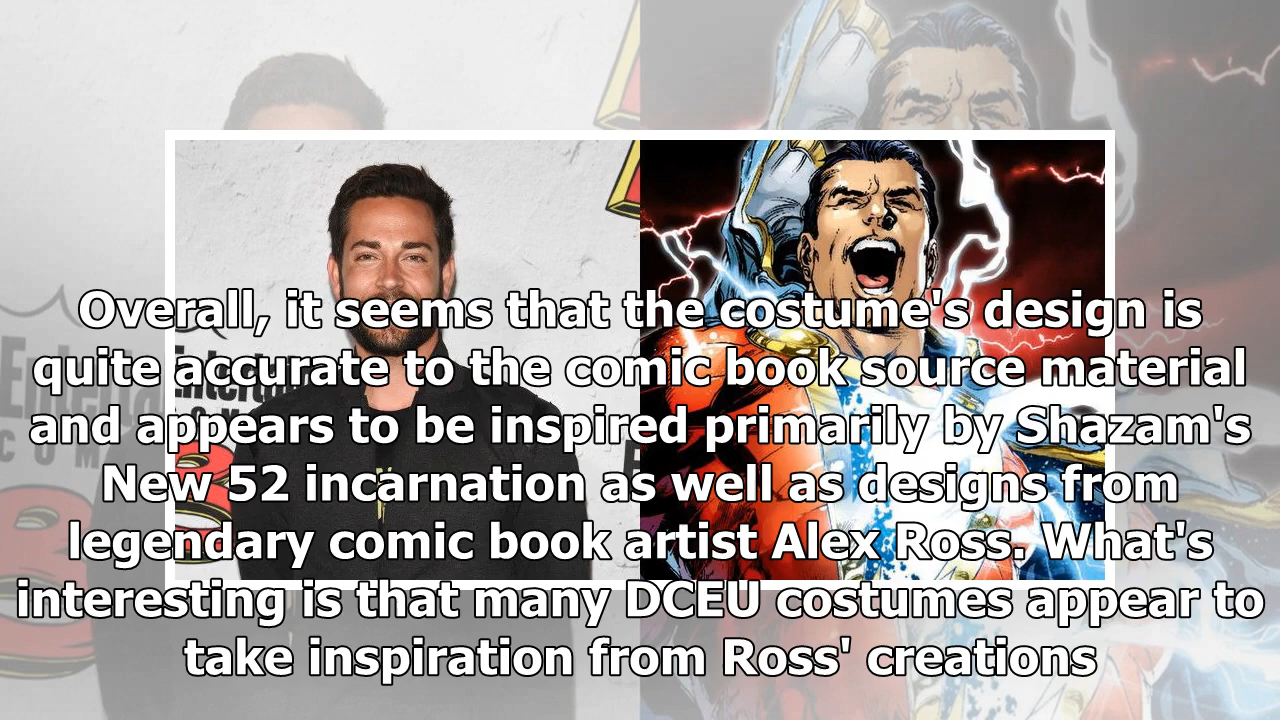 Overall, it seems that the costume's design is
quite accurate to the comic book source material
and appears to be inspired primarily by Shazam's
New 52 incarnation as well as designs from
legendary comic book artist Alex Ross. What's
interesting is that many DCEU costumes appear to
take inspiration from Ross' creations